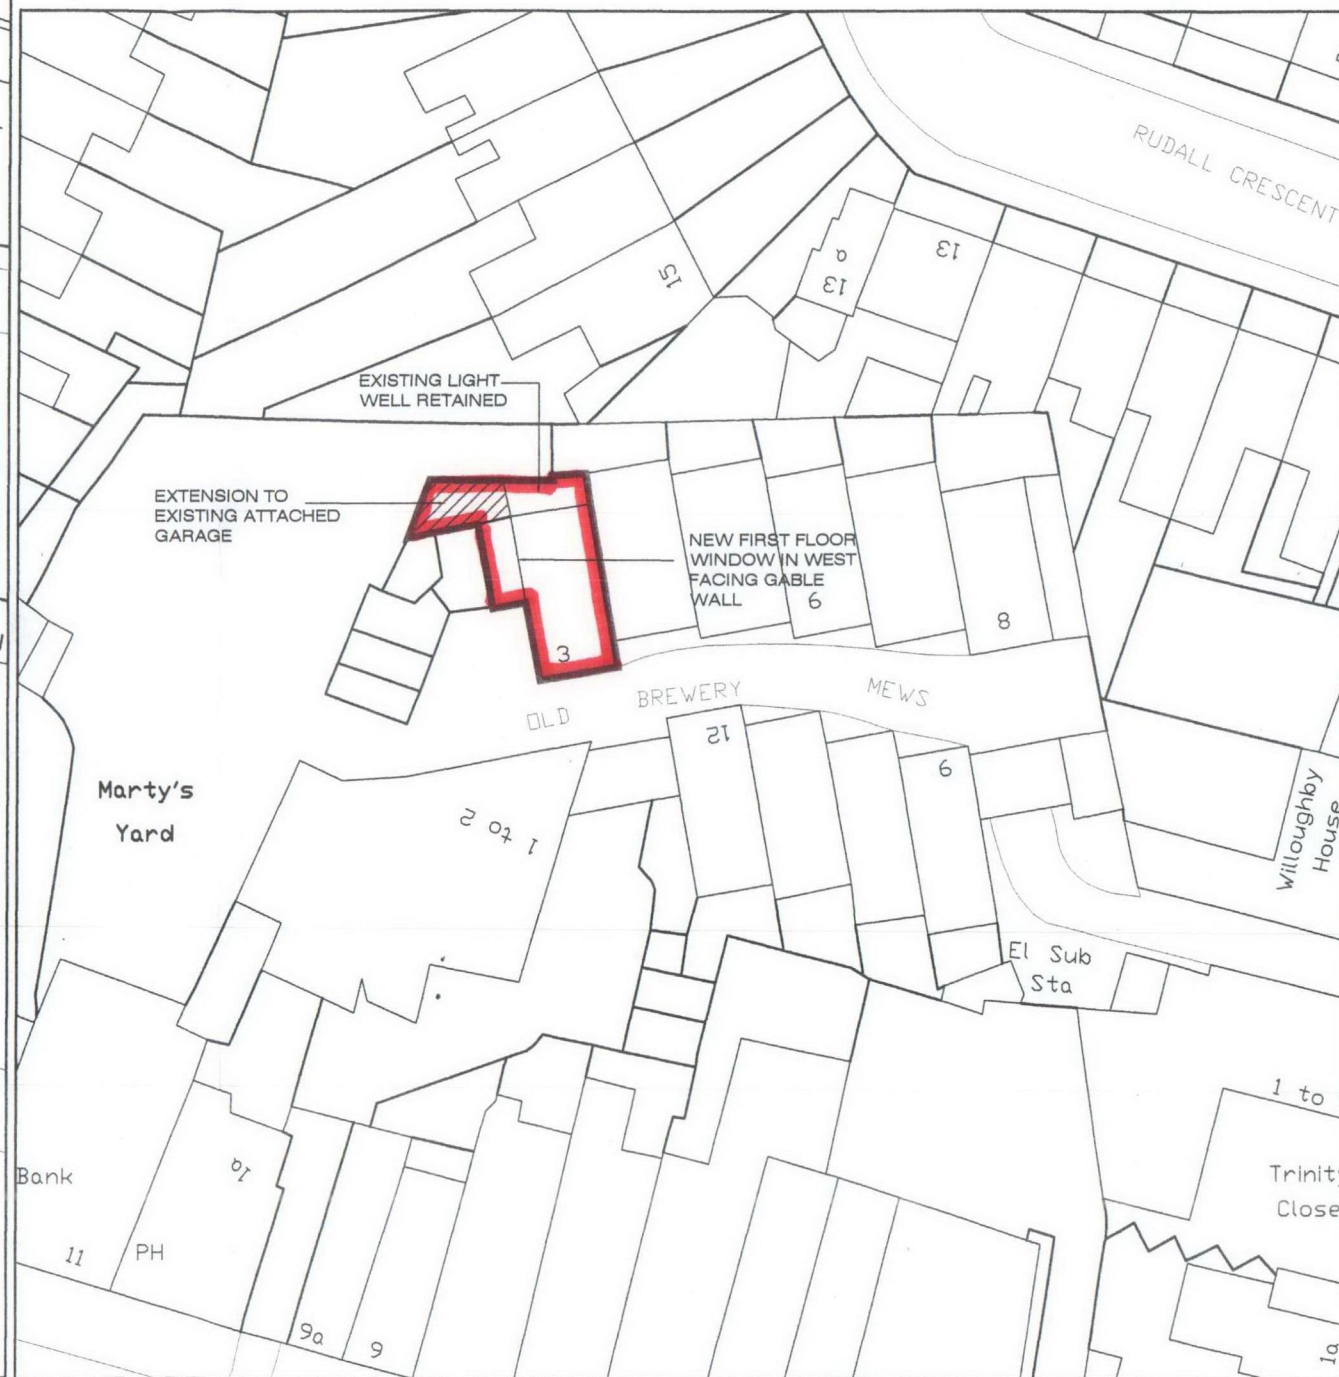 RUDALL CRESCENT
13
13
a
15
EXISTING LIGHT
WELL RETAINED
EXTENSION TO
EXISTING ATTACHED
GARAGE
NEW FIRST FLOOR
WINDOW IN WEST
FACING GABLE
WALL
6
8
3
OLD BREWERY MEWS
12
9
Marty's
Yard
1 to 2
Willoughby
House
El Sub
Sta
1 to
Trinity
Close
1a
Bank
11
PH
9a
9
1a